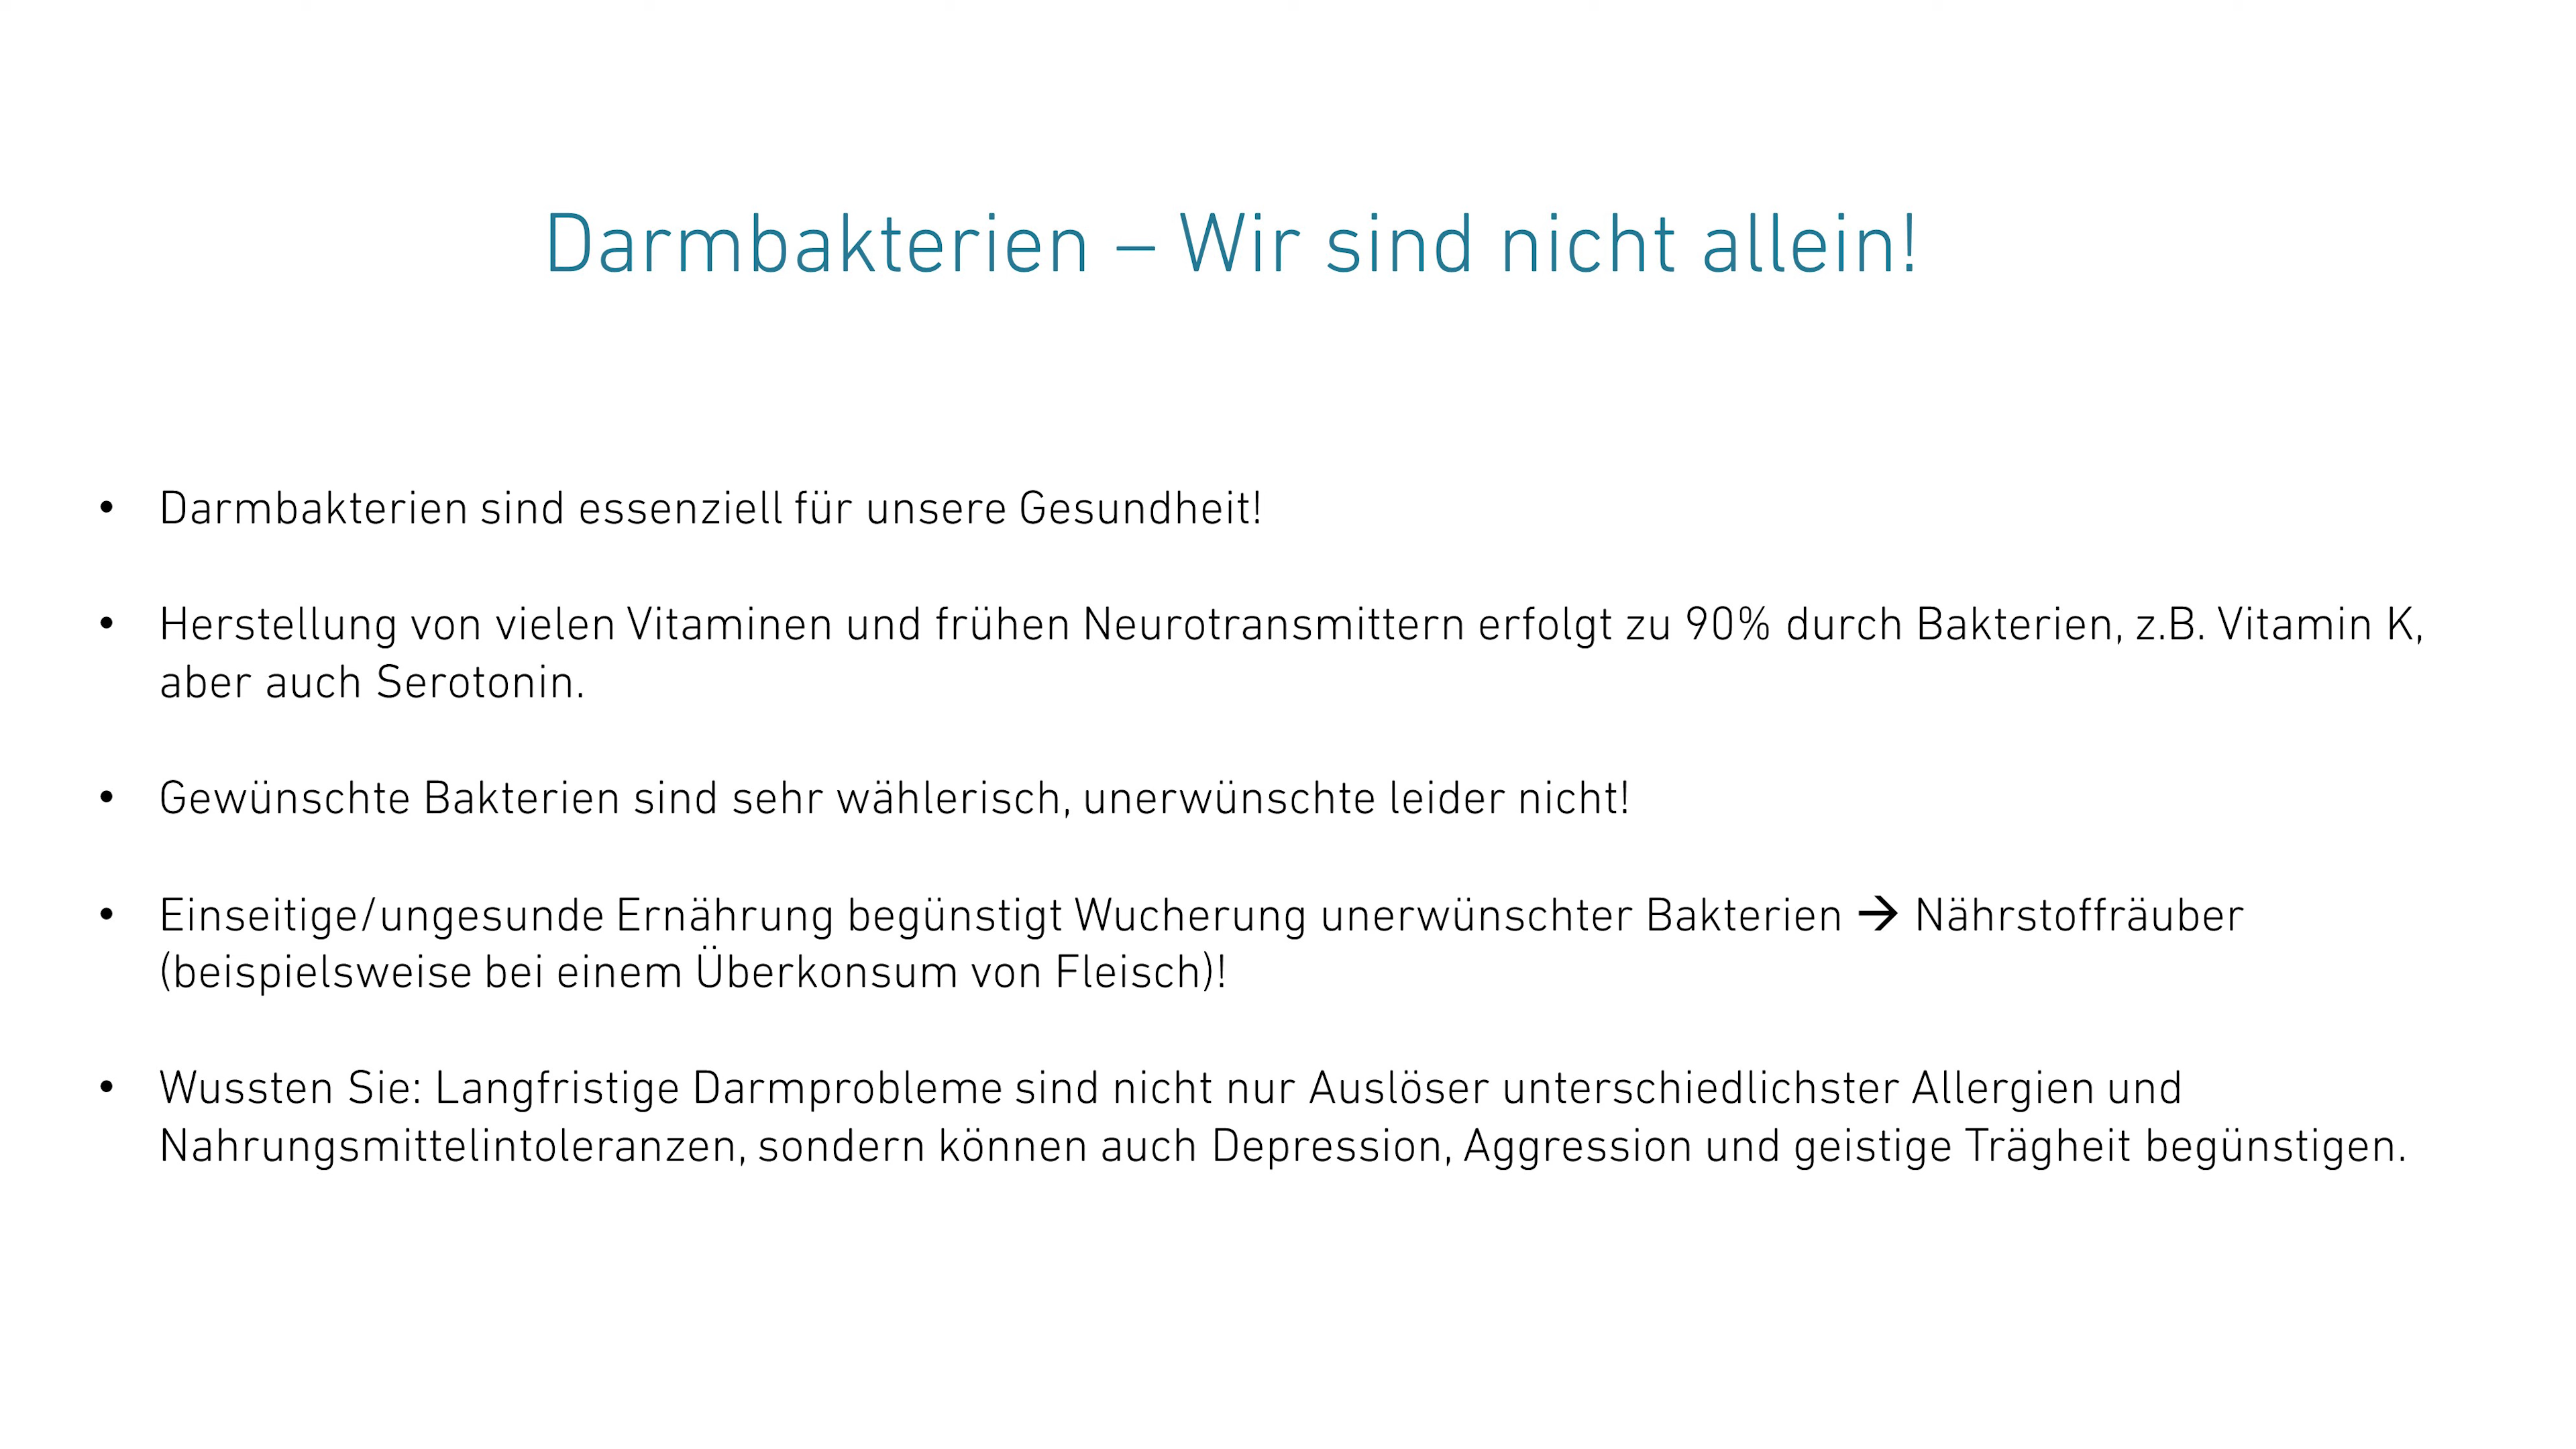 Darmbakterien – Wir sind nicht allein!
• Darmbakterien sind essenziell für unsere Gesundheit!
• Herstellung von vielen Vitaminen und frühen Neurotransmittern erfolgt zu 90% durch Bakterien, z.B. Vitamin K,
aber auch Serotonin.
• Gewünschte Bakterien sind sehr wählerisch, unerwünschte leider nicht!
• Einseitige/ungesunde Ernährung begünstigt Wucherung unerwünschter Bakterien → Nährstoffräuber
(beispielsweise bei einem Überkonsum von Fleisch)!
• Wussten Sie: Langfristige Darmprobleme sind nicht nur Auslöser unterschiedlichster Allergien und
Nahrungsmittelintoleranzen, sondern können auch Depression, Aggression und geistige Trägheit begünstigen.